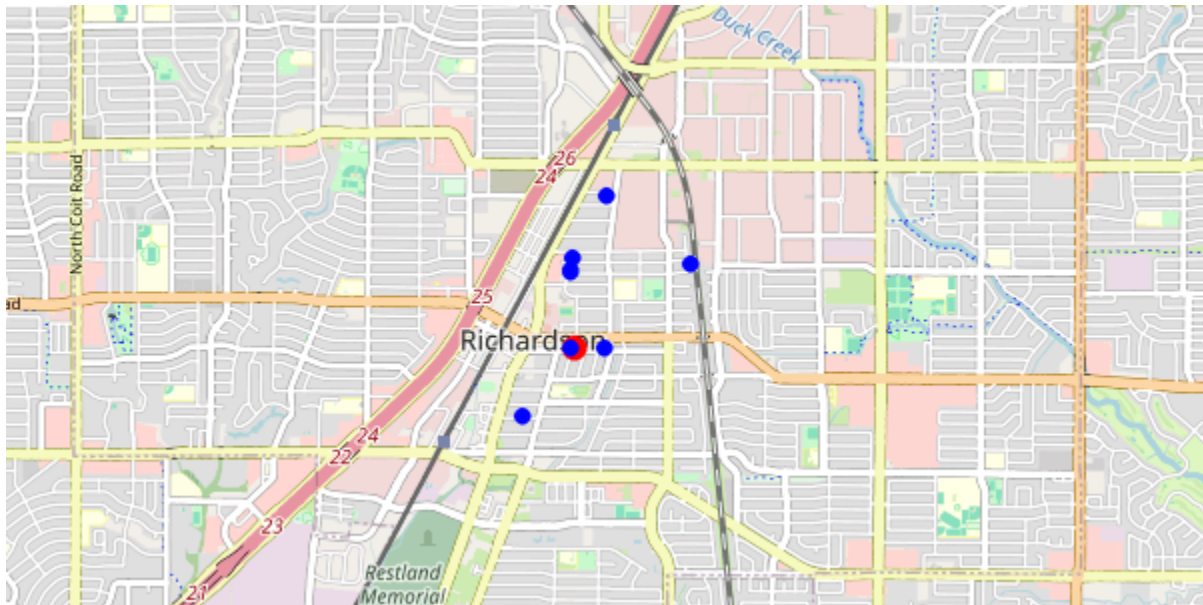 Duck Creek
26
24
North Coit Road
25
ad
Richardson
24
22
23
21
Restland
Memorial